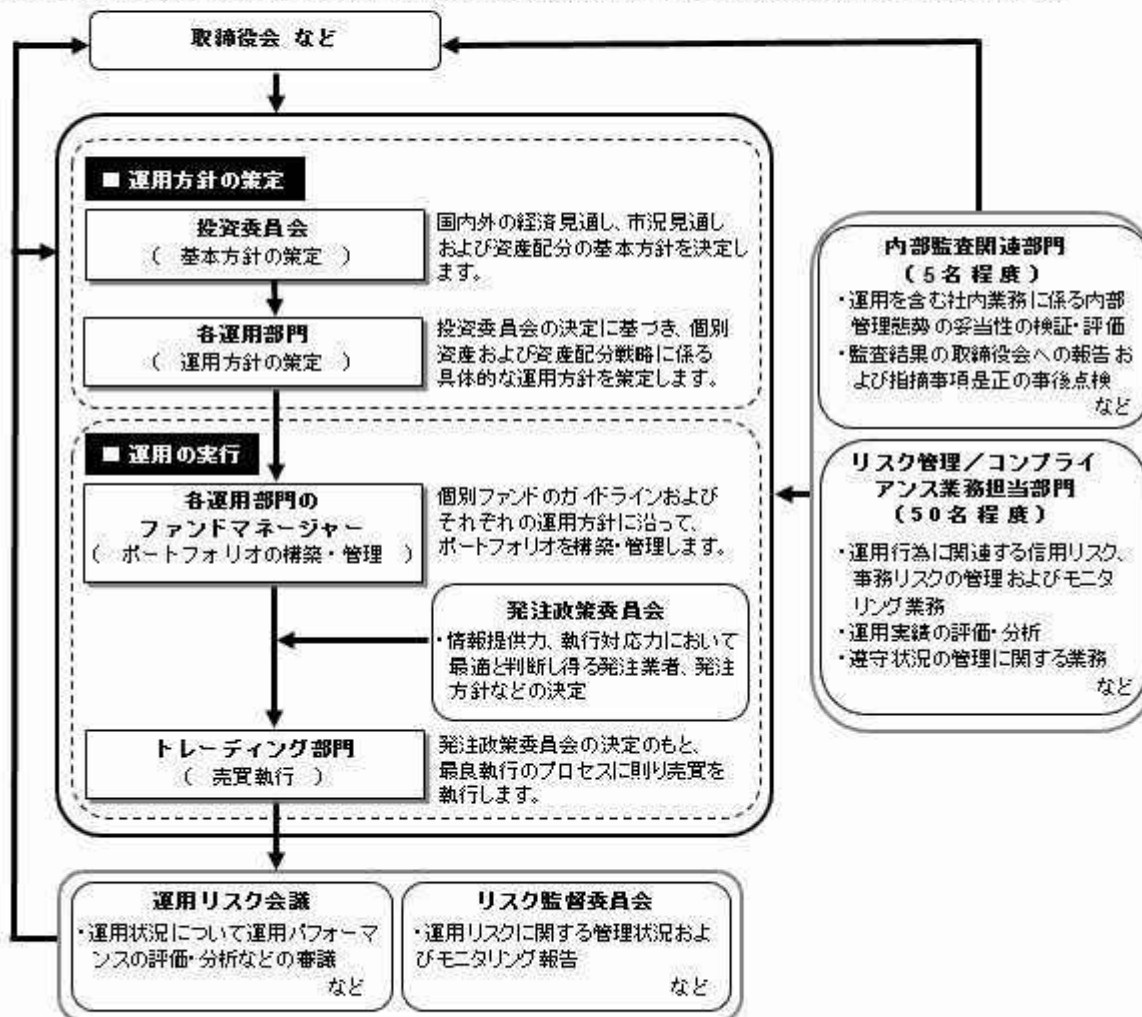 取締役会 など
■ 運用方針の策定
投資委員会
( 基本方針の策定 )
国内外の経済見通し、市況見通し
および資産配分の基本方針を決定し
ます。
各運用部門
( 運用方針の策定 )
投資委員会の決定に基づき、個別
資産および資産配分戦略に係る
具体的な運用方針を策定します。
■ 運用の実行
各運用部門の
ファンドマネージャー
( ポートフォリオの構築・管理 )
個別ファンドのガイドラインおよび
それぞれの運用方針に沿って、
ポートフォリオを構築・管理します。
発注政策委員会
・情報提供力、執行対応力において
最適と判断し得る発注業者、発注
方針などの決定
トレーディング部門
( 売買執行 )
発注政策委員会の決定のもと、
最良執行のプロセスに則り売買を
執行します。
内部監査関連部門
(5名程度)
・運用を含む社内業務に係る内部
管理態勢の妥当性の検証・評価
・監査結果の取締役会への報告お
よび指摘事項是正の事後点検
など
リスク管理/コンプライ
アンス業務担当部門
(50名程度)
・運用行為に関連する信用リスク、
事務リスクの管理およびモニタ
リング業務
・運用実績の評価・分析
・遵守状況の管理に関する業務
など
運用リスク会議
・運用状況について運用パフォーマ
ンスの評価・分析などの審議
など
リスク監督委員会
・運用リスクに関する管理状況およ
びモニタリング報告
など